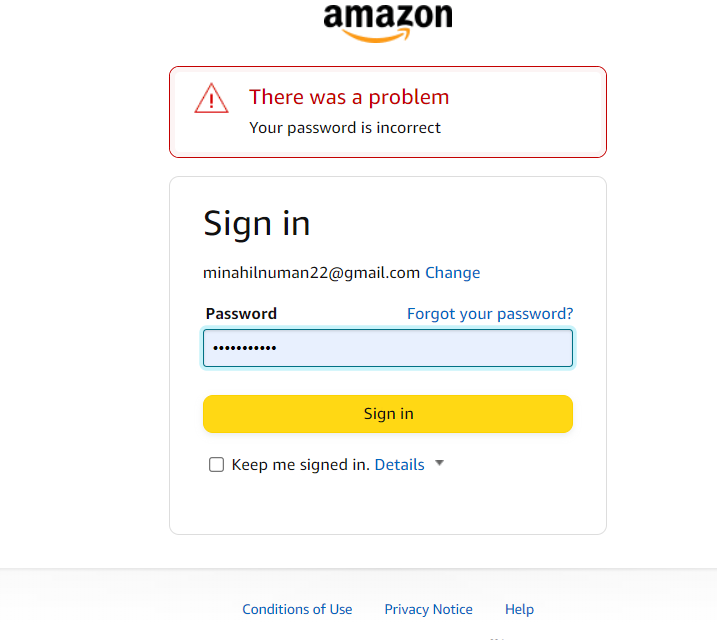 amazon
There was a problem
Your password is incorrect
Sign in
minahilnuman22@gmail.com Change
Password Forgot your password?
•••••••••••
Sign in
Keep me signed in. Details
Conditions of Use Privacy Notice Help